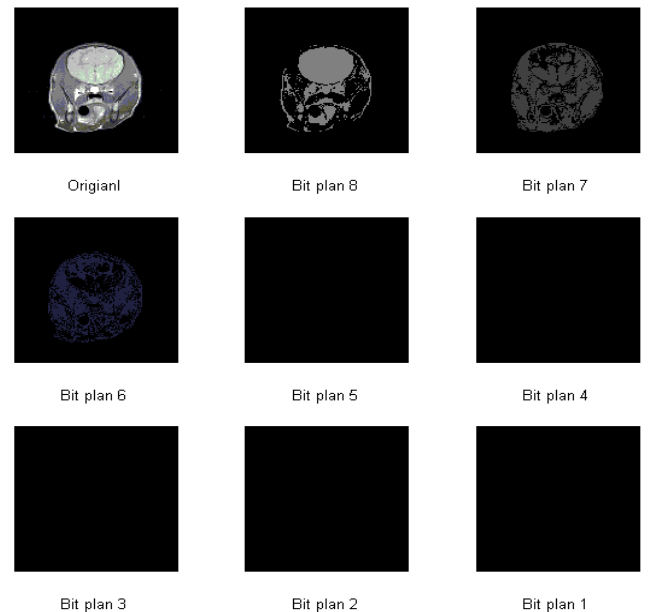 Origianl
Bit plan 8
Bit plan 7
Bit plan 6
Bit plan 5
Bit plan 4
Bit plan 3
Bit plan 2
Bit plan 1